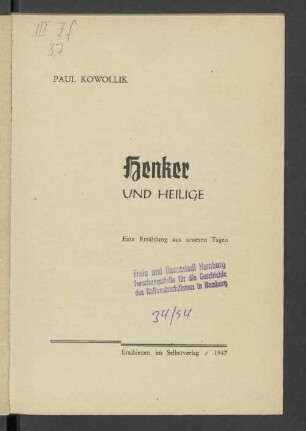 III 3f
37
PAUL KOWOLLIK
Henker
UND HEILIGE
Eine Erzählung aus unseren Tagen
Freie und Hansestadt Hamburg
Forschungsstelle für die Geschichte
des Nationalsozialismus in Hamburg
34/54
Erschienen im Selbstverlag / 1947